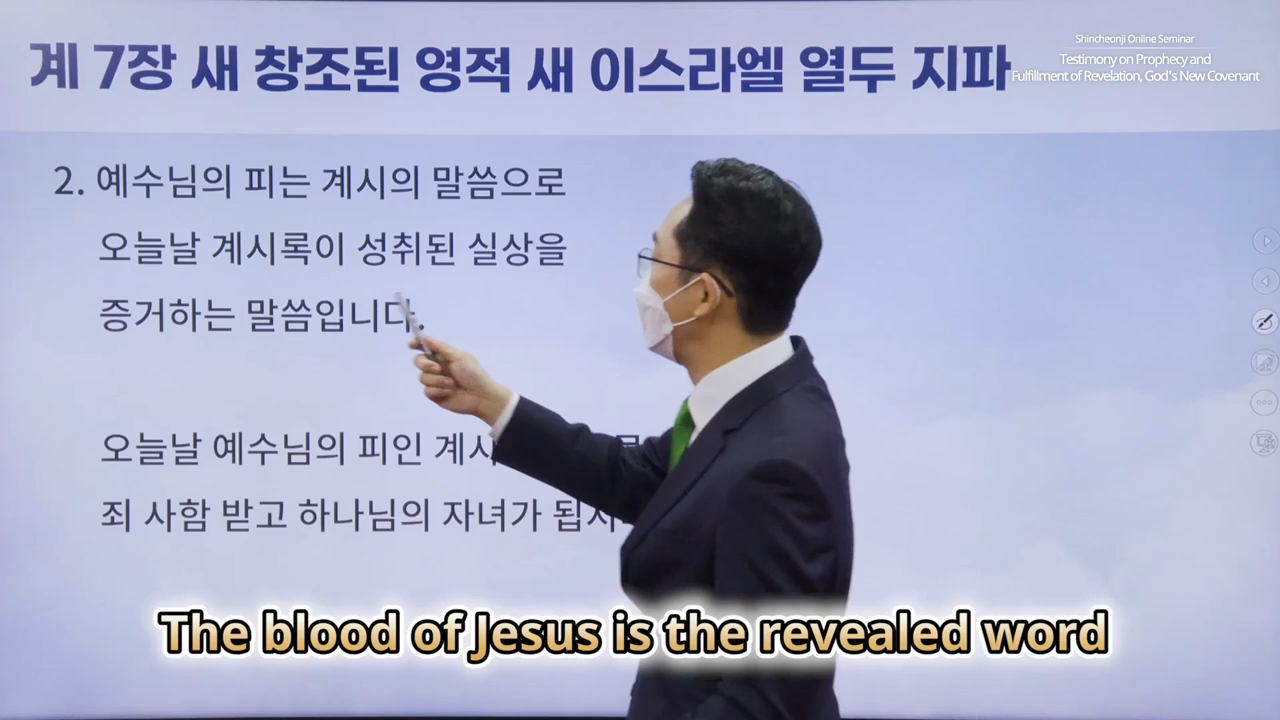 계 7장 새 창조된 영적 새 이스라엘 열두 지파
Shincheonji Online Seminar
Testimony on Prophecy and
Fulfillment of Revelation, God's New Covenant
2. 예수님의 피는 계시의 말씀으로
오늘날 계시록이 성취된 실상을
증거하는 말씀입니다.
오늘날 예수님의 피인
죄 사함 받고 하나님의 자녀가
The blood of Jesus is the revealed word